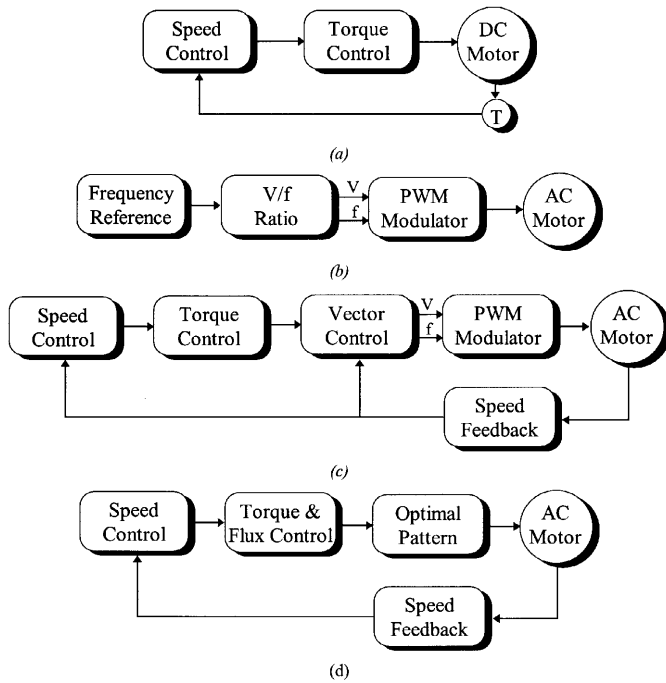 Speed
Control
Torque
Control
DC
Motor
T
(a)
Frequency
Reference
V/f
Ratio
V
f
PWM
Modulator
AC
Motor
(b)
Speed
Control
Torque
Control
Vector
Control
V
f
PWM
Modulator
AC
Motor
Speed
Feedback
(c)
Speed
Control
Torque &
Flux Control
Optimal
Pattern
AC
Motor
Speed
Feedback
(d)